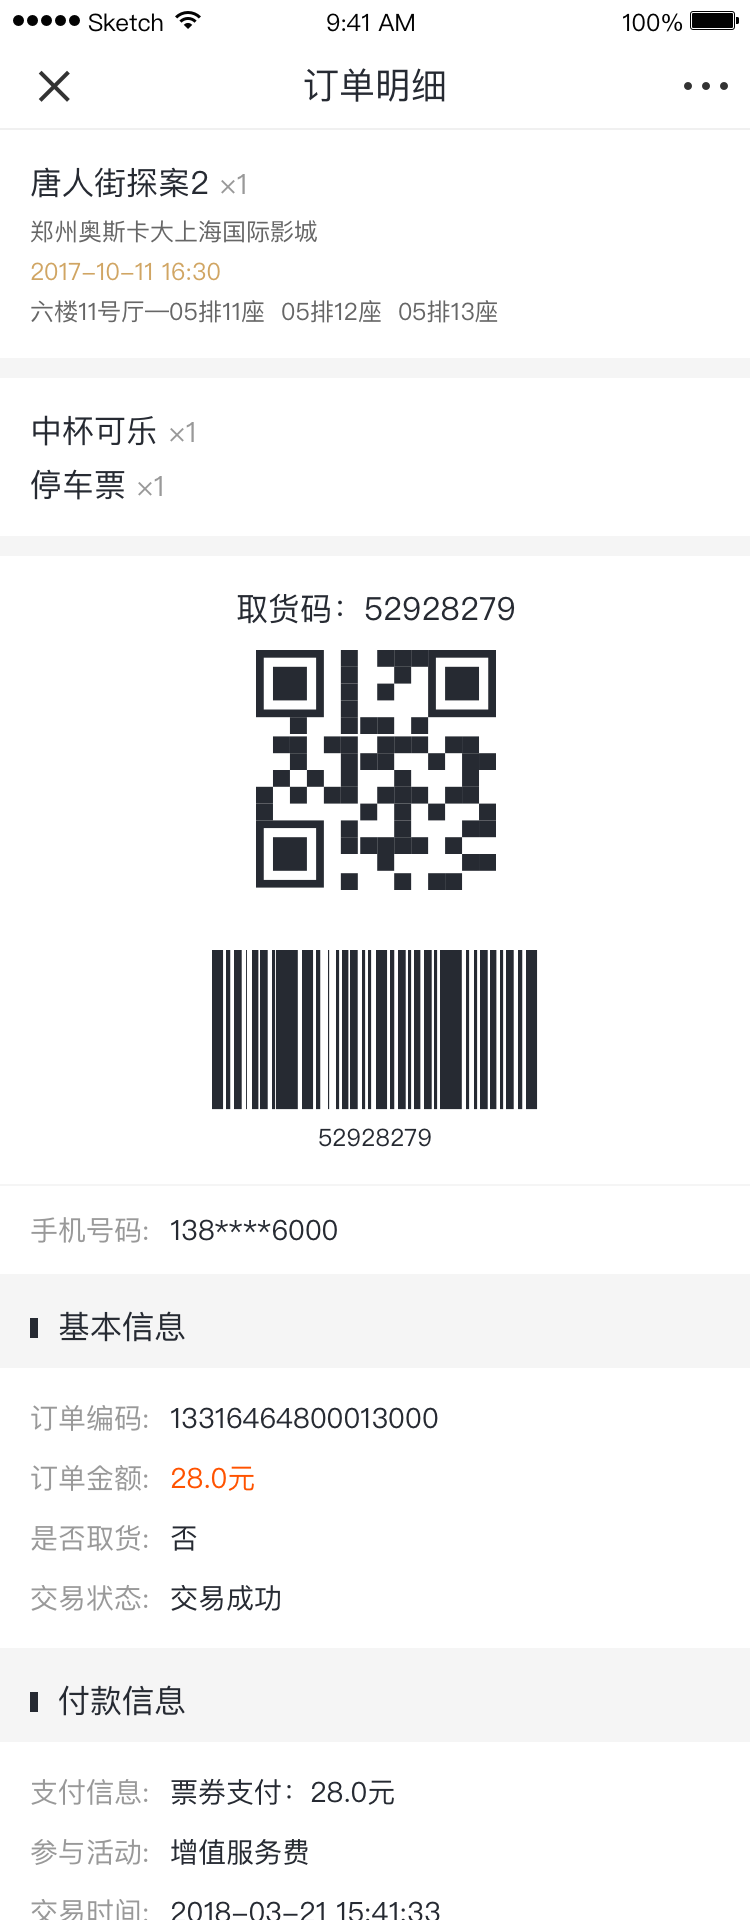 Sketch 9:41 AM 100%
订单明细
唐人街探案2 ×1
郑州奥斯卡大上海国际影城
2017-10-11 16:30
六楼11号厅—05排11座 05排12座 05排13座
中杯可乐 ×1
停车票 ×1
取货码：52928279
52928279
手机号码: 138****6000
基本信息
订单编码: 13316464800013000
订单金额: 28.0元
是否取货: 否
交易状态: 交易成功
付款信息
支付信息: 票券支付：28.0元
参与活动: 增值服务费
交易时间: 2018-03-21 15:41:33